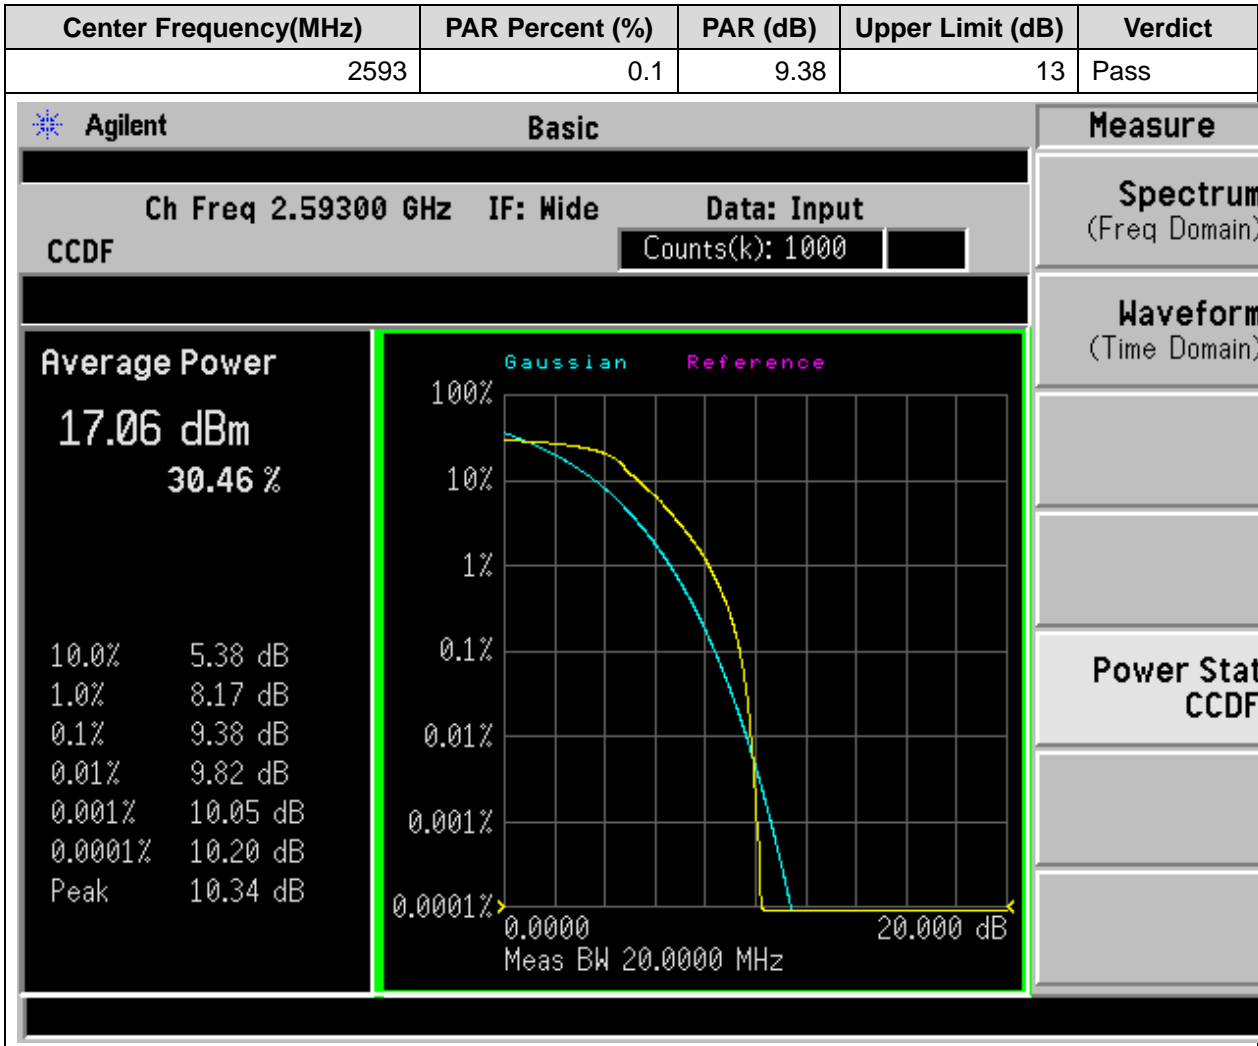 Center Frequency(MHz) PAR Percent (%) PAR (dB) Upper Limit (dB) Verdict
2593 0.1 9.38 13 Pass
Agilent Basic Measure
Ch Freq 2.59300 GHz IF: Wide Data: Input
CCDF Counts(k): 1000
Spectrum
(Freq Domain)
Waveform
(Time Domain)
Power Stat
CCDF
Average Power
17.06 dBm
30.46 %
10.0% 5.38 dB
1.0% 8.17 dB
0.1% 9.38 dB
0.01% 9.82 dB
0.001% 10.05 dB
0.0001% 10.20 dB
Peak 10.34 dB
Gaussian Reference
100%
10%
1%
0.1%
0.01%
0.001%
0.0001%
0.0000 20.000 dB
Meas BW 20.0000 MHz